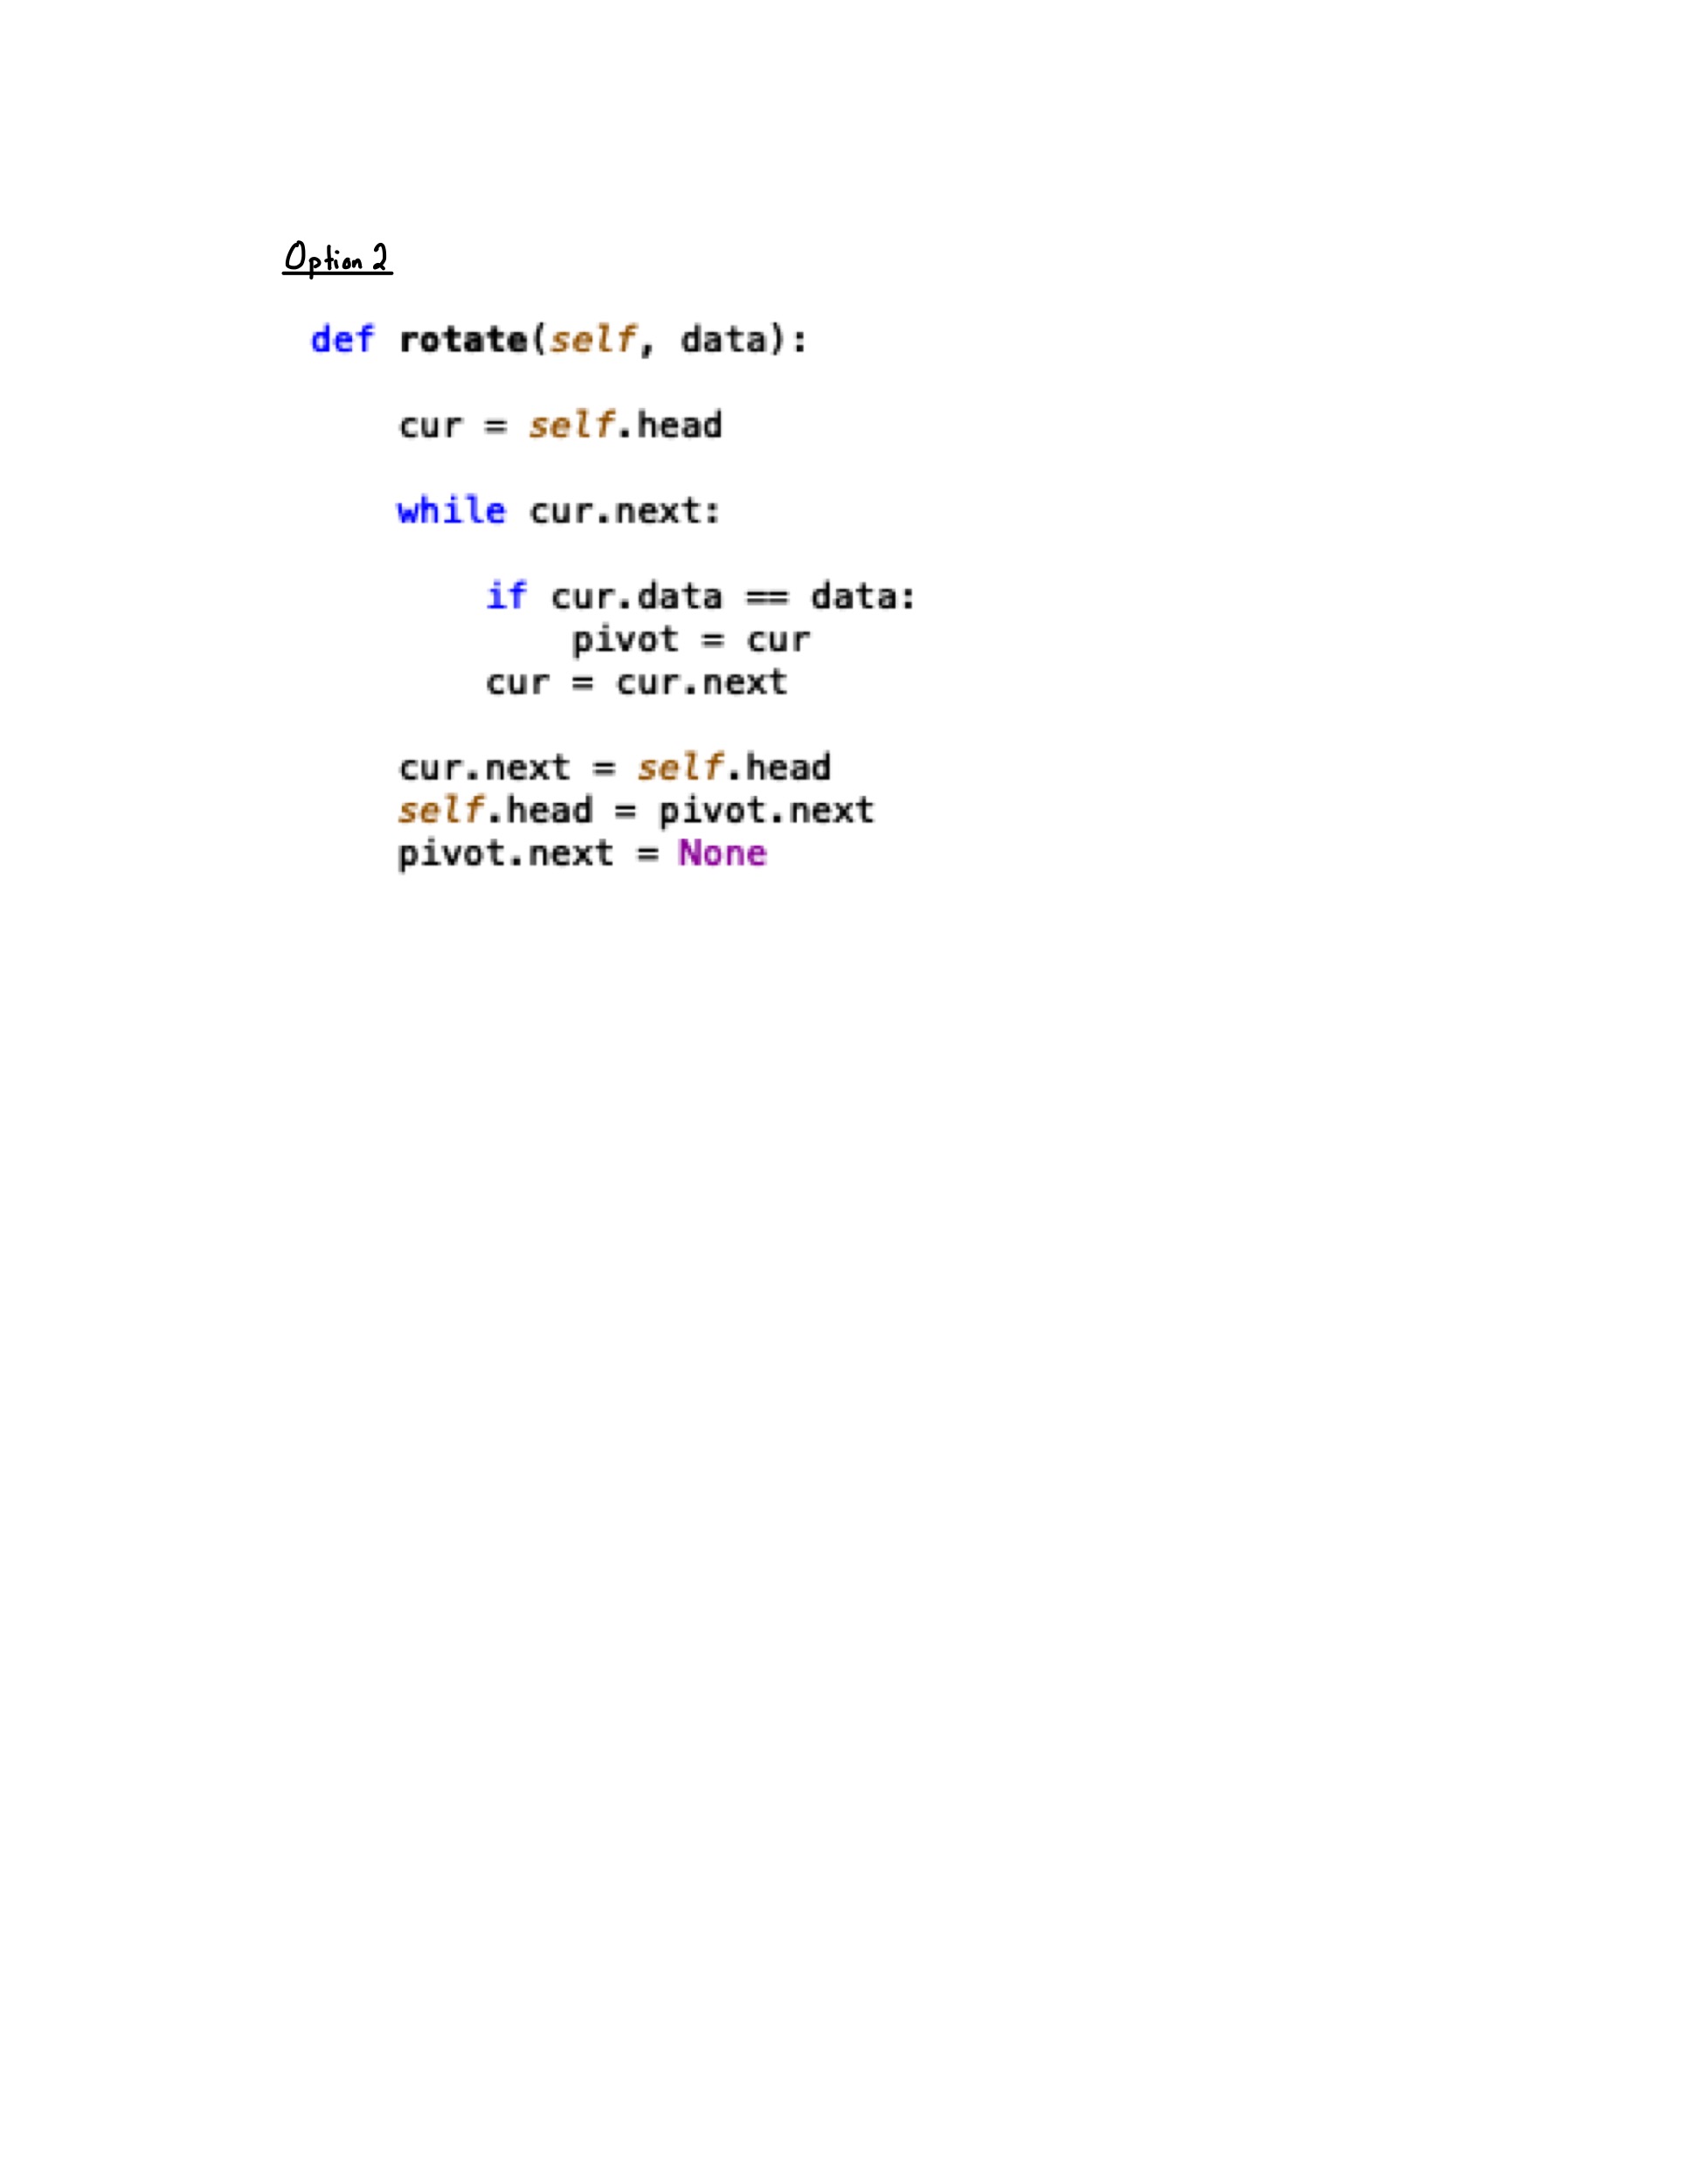 Option 2
def rotate(self, data):
cur = self.head
while cur.next:
if cur.data == data:
pivot = cur
cur = cur.next
cur.next = self.head
self.head = pivot.next
pivot.next = None